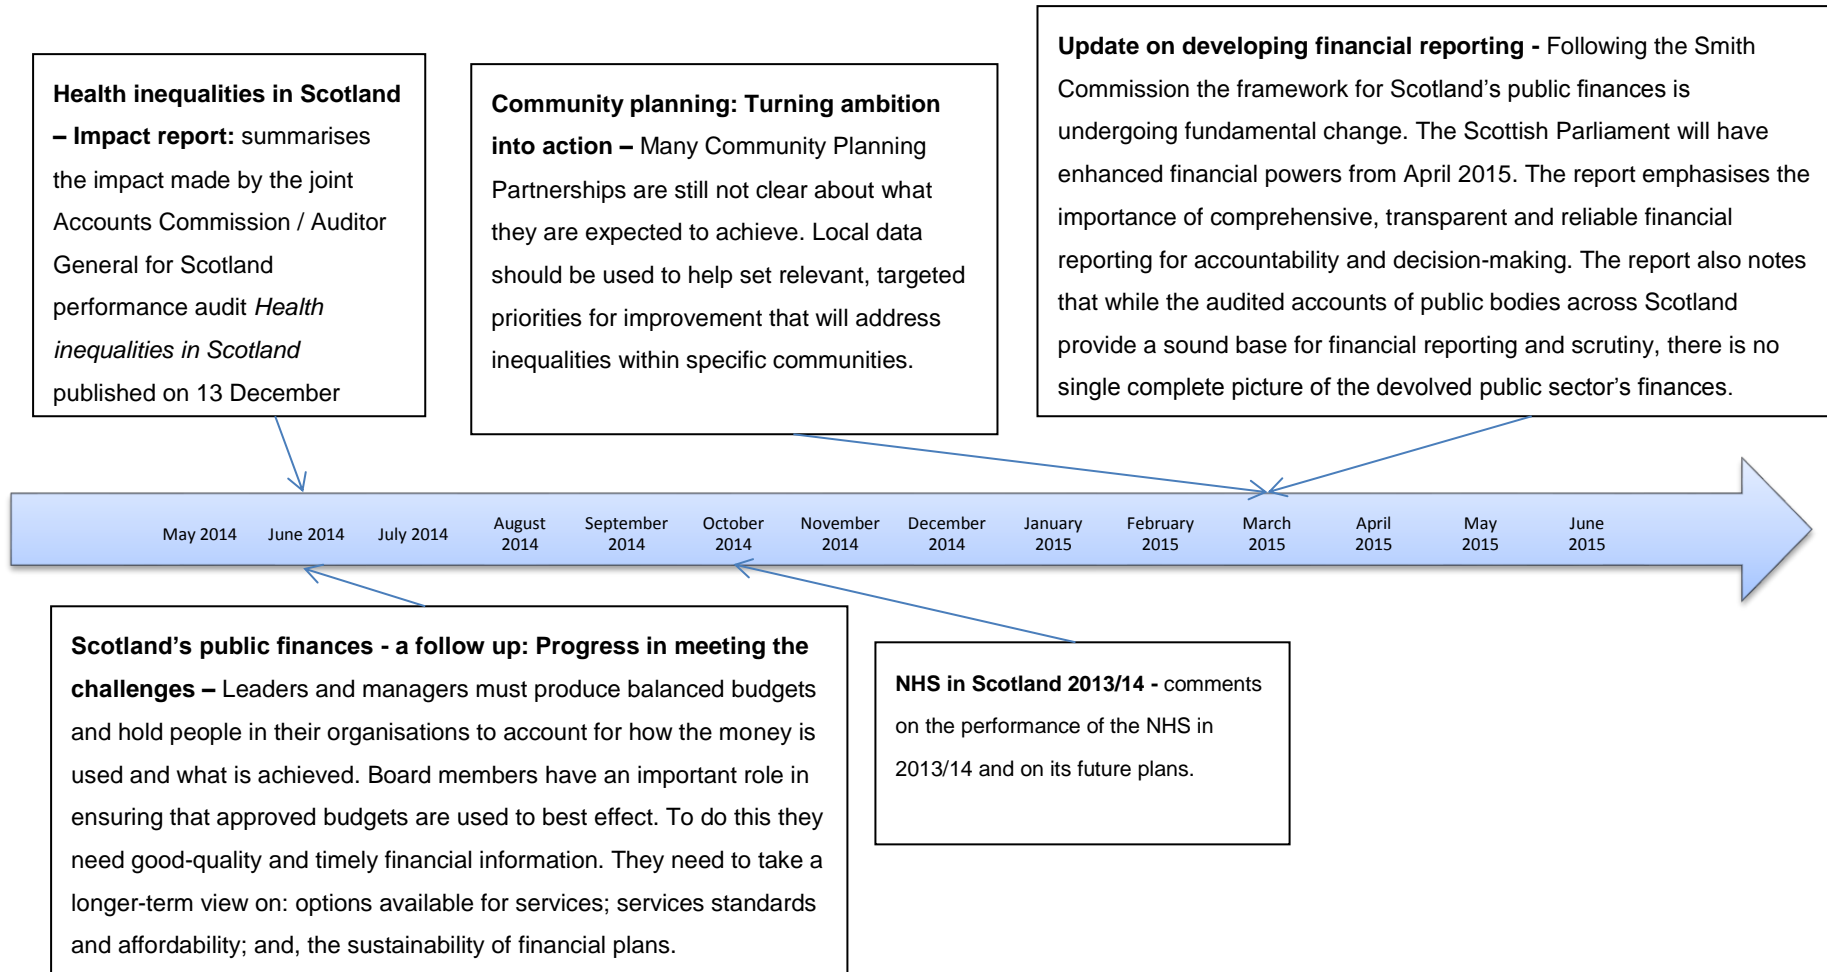 Health inequalities in Scotland
– Impact report: summarises
the impact made by the joint
Accounts Commission / Auditor
General for Scotland
performance audit Health
inequalities in Scotland
published on 13 December
Community planning: Turning ambition
into action – Many Community Planning
Partnerships are still not clear about what
they are expected to achieve. Local data
should be used to help set relevant, targeted
priorities for improvement that will address
inequalities within specific communities.
Update on developing financial reporting - Following the Smith
Commission the framework for Scotland’s public finances is
undergoing fundamental change. The Scottish Parliament will have
enhanced financial powers from April 2015. The report emphasises the
importance of comprehensive, transparent and reliable financial
reporting for accountability and decision-making. The report also notes
that while the audited accounts of public bodies across Scotland
provide a sound base for financial reporting and scrutiny, there is no
single complete picture of the devolved public sector’s finances.
May 2014
June 2014
July 2014
August
2014
September
2014
October
2014
November
2014
December
2014
January
2015
February
2015
March
2015
April
2015
May
2015
June
2015
Scotland’s public finances - a follow up: Progress in meeting the
challenges – Leaders and managers must produce balanced budgets
and hold people in their organisations to account for how the money is
used and what is achieved. Board members have an important role in
ensuring that approved budgets are used to best effect. To do this they
need good-quality and timely financial information. They need to take a
longer-term view on: options available for services; services standards
and affordability; and, the sustainability of financial plans.
NHS in Scotland 2013/14 - comments
on the performance of the NHS in
2013/14 and on its future plans.